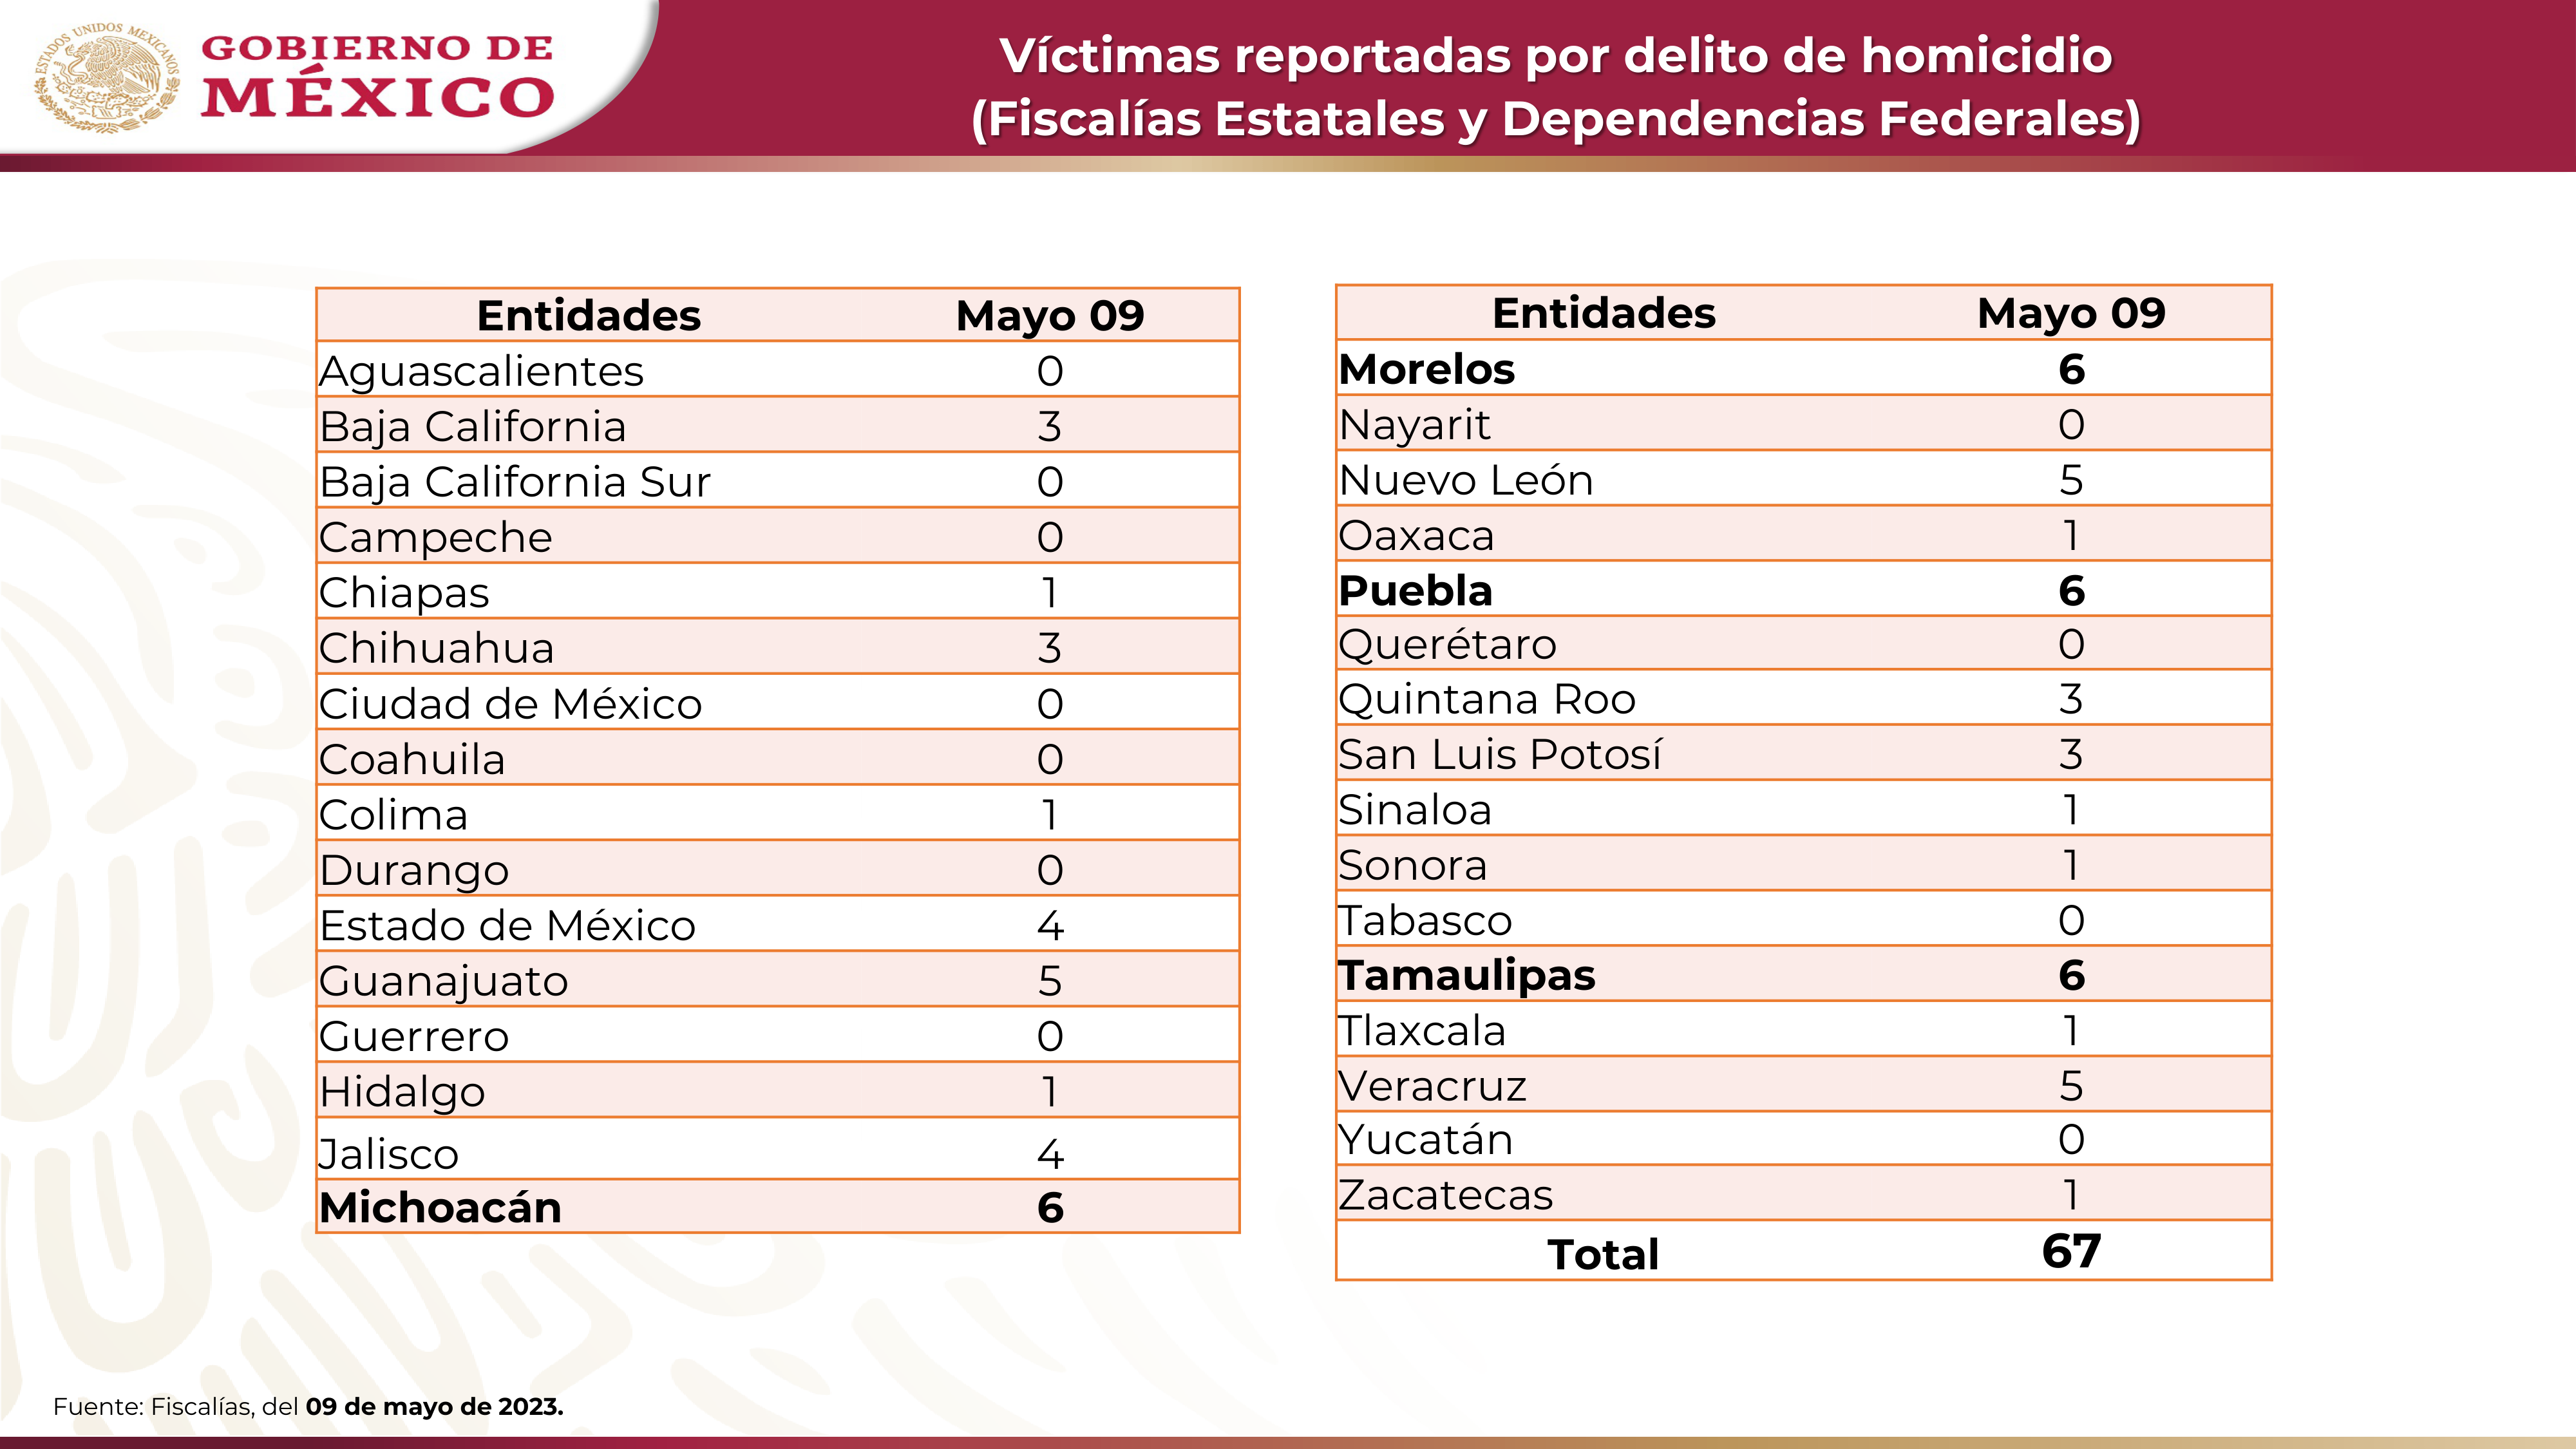 ESTADOS UNIDOS MEXICANOS
GOBIERNO DE
MÉXICO
Víctimas reportadas por delito de homicidio
(Fiscalías Estatales y Dependencias Federales)
Entidades Mayo 09
Aguascalientes 0
Baja California 3
Baja California Sur 0
Campeche 0
Chiapas 1
Chihuahua 3
Ciudad de México 0
Coahuila 0
Colima 1
Durango 0
Estado de México 4
Guanajuato 5
Guerrero 0
Hidalgo 1
Jalisco 4
Michoacán 6
Entidades Mayo 09
Morelos 6
Nayarit 0
Nuevo León 5
Oaxaca 1
Puebla 6
Querétaro 0
Quintana Roo 3
San Luis Potosí 3
Sinaloa 1
Sonora 1
Tabasco 0
Tamaulipas 6
Tlaxcala 1
Veracruz 5
Yucatán 0
Zacatecas 1
Total 67
Fuente: Fiscalías, del 09 de mayo de 2023.